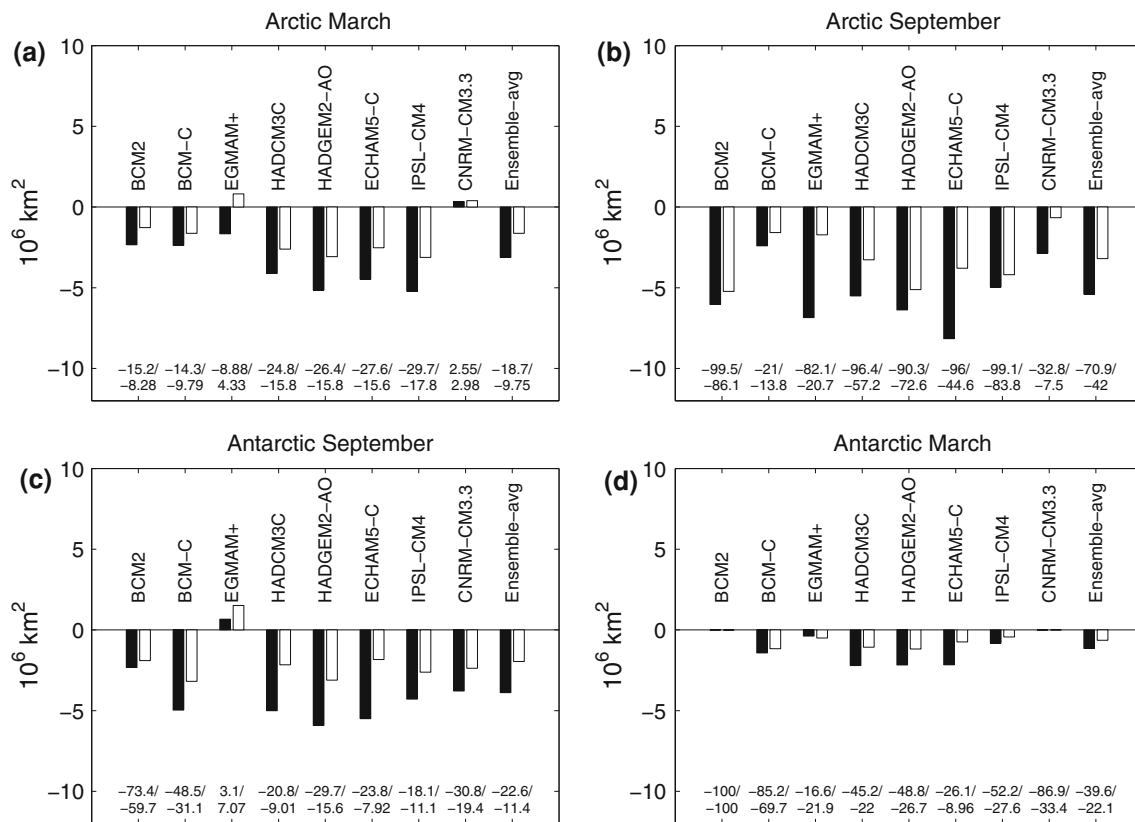 Arctic March
(a)
10
5
0
−5
−10
10⁶ km²
BCM2
BCM−C
EGMAM+
HADCM3C
HADGEM2−AO
ECHAM5−C
IPSL−CM4
CNRM−CM3.3
Ensemble−avg
−15.2/ −14.3/ −8.88/ −24.8/ −26.4/ −27.6/ −29.7/ 2.55/ −18.7/
−8.28 −9.79 4.33 −15.8 −15.8 −15.6 −17.8 2.98 −9.75
Arctic September
(b)
10
5
0
−5
−10
10⁶ km²
BCM2
BCM−C
EGMAM+
HADCM3C
HADGEM2−AO
ECHAM5−C
IPSL−CM4
CNRM−CM3.3
Ensemble−avg
−99.5/ −21/ −82.1/ −96.4/ −90.3/ −96/ −99.1/ −32.8/ −70.9/
−86.1 −13.8 −20.7 −57.2 −72.6 −44.6 −83.8 −7.5 −42
Antarctic September
(c)
10
5
0
−5
−10
10⁶ km²
BCM2
BCM−C
EGMAM+
HADCM3C
HADGEM2−AO
ECHAM5−C
IPSL−CM4
CNRM−CM3.3
Ensemble−avg
−73.4/ −48.5/ 3.1/ −20.8/ −29.7/ −23.8/ −18.1/ −30.8/ −22.6/
−59.7 −31.1 7.07 −9.01 −15.6 −7.92 −11.1 −19.4 −11.4
Antarctic March
(d)
10
5
0
−5
−10
10⁶ km²
BCM2
BCM−C
EGMAM+
HADCM3C
HADGEM2−AO
ECHAM5−C
IPSL−CM4
CNRM−CM3.3
Ensemble−avg
−100/ −85.2/ −16.6/ −45.2/ −48.8/ −26.1/ −52.2/ −86.9/ −39.6/
−100 −69.7 −21.9 −22 −26.7 −8.96 −27.6 −33.4 −22.1